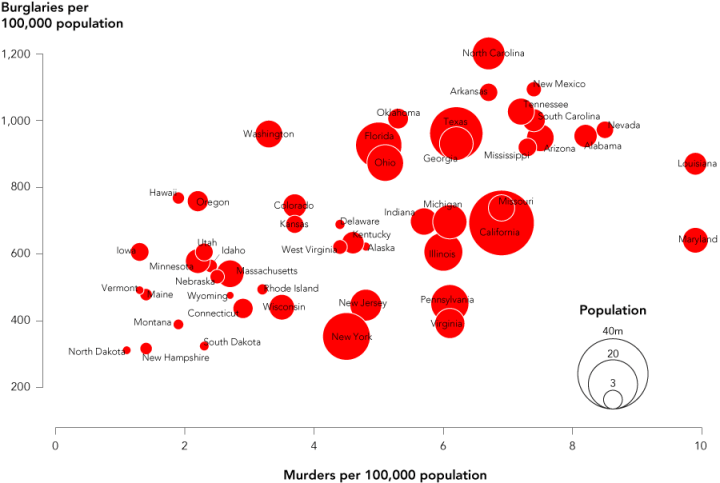 Burglaries per
100,000 population
1,200
1,000
800
600
400
200
North Carolina
Arkansas
New Mexico
Tennessee
South Carolina
Oklahoma
Texas
Washington
Florida
Nevada
Alabama
Arizona
Georgia
Mississippi
Ohio
Louisiana
Hawaii
Oregon
Colorado
Kansas
Delaware
Indiana
Michigan
Missouri
California
Kentucky
Alaska
West Virginia
Illinois
Maryland
Iowa
Utah
Idaho
Minnesota
Massachusetts
Nebraska
Vermont
Maine
Wyoming
Rhode Island
Connecticut
Wisconsin
New Jersey
Pennsylvania
Virginia
Montana
New York
South Dakota
North Dakota
New Hampshire
Population
40m
20
3
0
2
4
6
8
10
Murders per 100,000 population